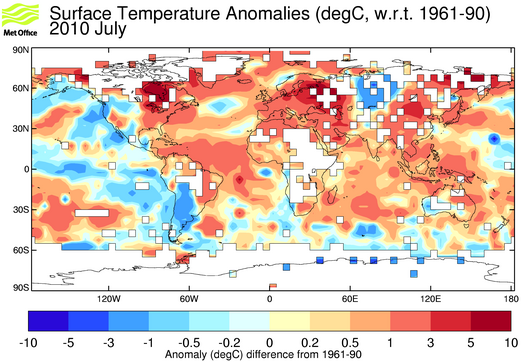 Met Office
Surface Temperature Anomalies (degC, w.r.t. 1961-90)
2010 July
90N
60N
30N
0
30S
60S
90S
120W 60W 0 60E 120E 180
-10 -5 -3 -1 -0.5 -0.2 0 0.2 0.5 1 3 5 10
Anomaly (degC) difference from 1961-90